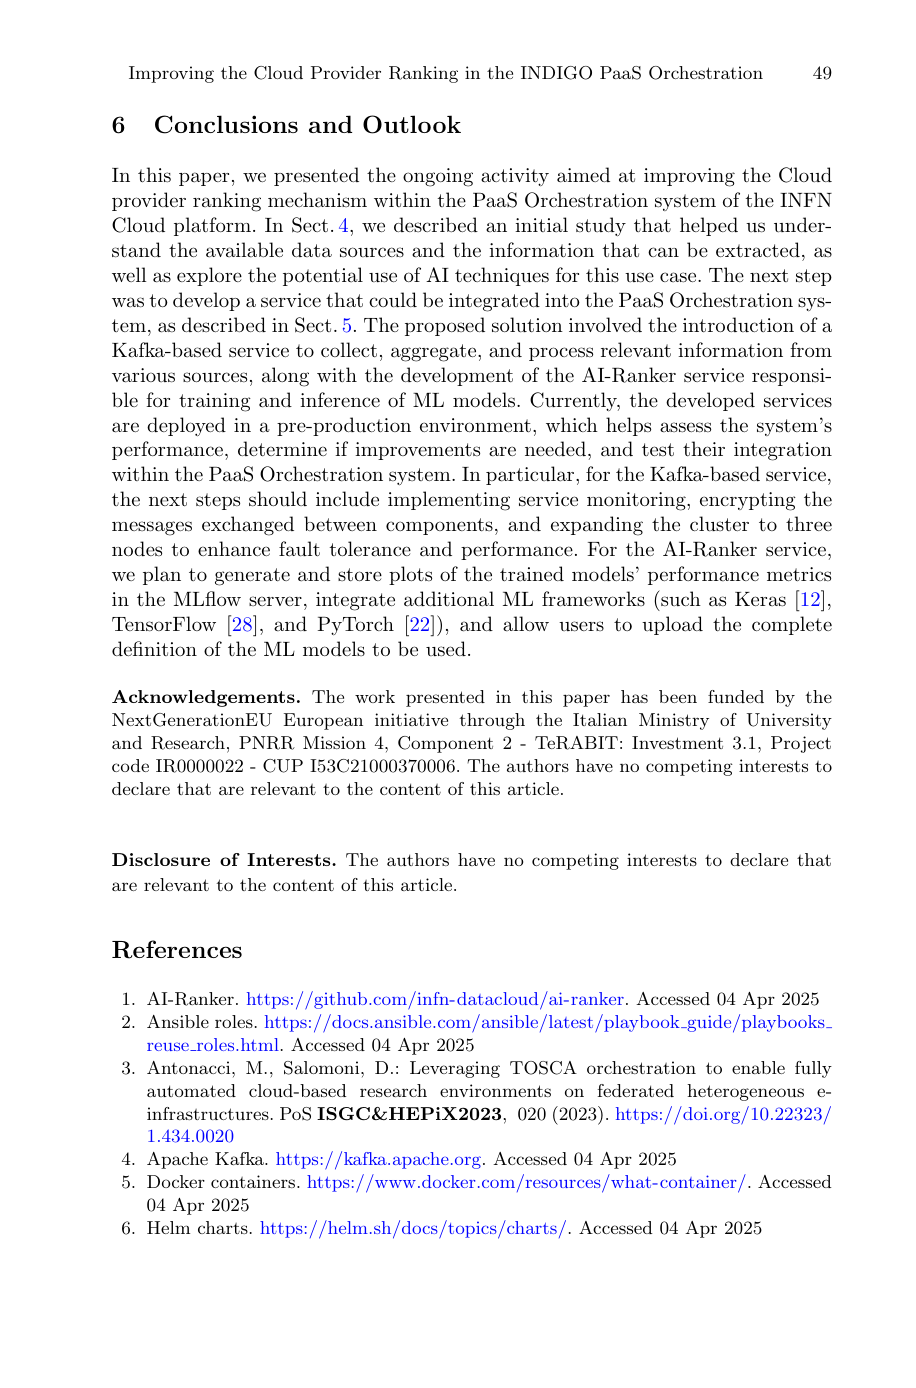 Improving the Cloud Provider Ranking in the INDIGO PaaS Orchestration 49
6 Conclusions and Outlook
In this paper, we presented the ongoing activity aimed at improving the Cloud
provider ranking mechanism within the PaaS Orchestration system of the INFN
Cloud platform. In Sect. 4, we described an initial study that helped us under-
stand the available data sources and the information that can be extracted, as
well as explore the potential use of AI techniques for this use case. The next step
was to develop a service that could be integrated into the PaaS Orchestration sys-
tem, as described in Sect. 5. The proposed solution involved the introduction of a
Kafka-based service to collect, aggregate, and process relevant information from
various sources, along with the development of the AI-Ranker service responsi-
ble for training and inference of ML models. Currently, the developed services
are deployed in a pre-production environment, which helps assess the system's
performance, determine if improvements are needed, and test their integration
within the PaaS Orchestration system. In particular, for the Kafka-based service,
the next steps should include implementing service monitoring, encrypting the
messages exchanged between components, and expanding the cluster to three
nodes to enhance fault tolerance and performance. For the AI-Ranker service,
we plan to generate and store plots of the trained models' performance metrics
in the MLflow server, integrate additional ML frameworks (such as Keras [12],
TensorFlow [28], and PyTorch [22]), and allow users to upload the complete
definition of the ML models to be used.
Acknowledgements. The work presented in this paper has been funded by the
NextGenerationEU European initiative through the Italian Ministry of University
and Research, PNRR Mission 4, Component 2 - TeRABIT: Investment 3.1, Project
code IR0000022 - CUP I53C21000370006. The authors have no competing interests to
declare that are relevant to the content of this article.
Disclosure of Interests. The authors have no competing interests to declare that
are relevant to the content of this article.
References
1. AI-Ranker. https://github.com/infn-datacloud/ai-ranker. Accessed 04 Apr 2025
2. Ansible roles. https://docs.ansible.com/ansible/latest/playbook_guide/playbooks_
reuse_roles.html. Accessed 04 Apr 2025
3. Antonacci, M., Salomoni, D.: Leveraging TOSCA orchestration to enable fully
automated cloud-based research environments on federated heterogeneous e-
infrastructures. PoS ISGC&HEPiX2023, 020 (2023). https://doi.org/10.22323/
1.434.0020
4. Apache Kafka. https://kafka.apache.org. Accessed 04 Apr 2025
5. Docker containers. https://www.docker.com/resources/what-container/. Accessed
04 Apr 2025
6. Helm charts. https://helm.sh/docs/topics/charts/. Accessed 04 Apr 2025